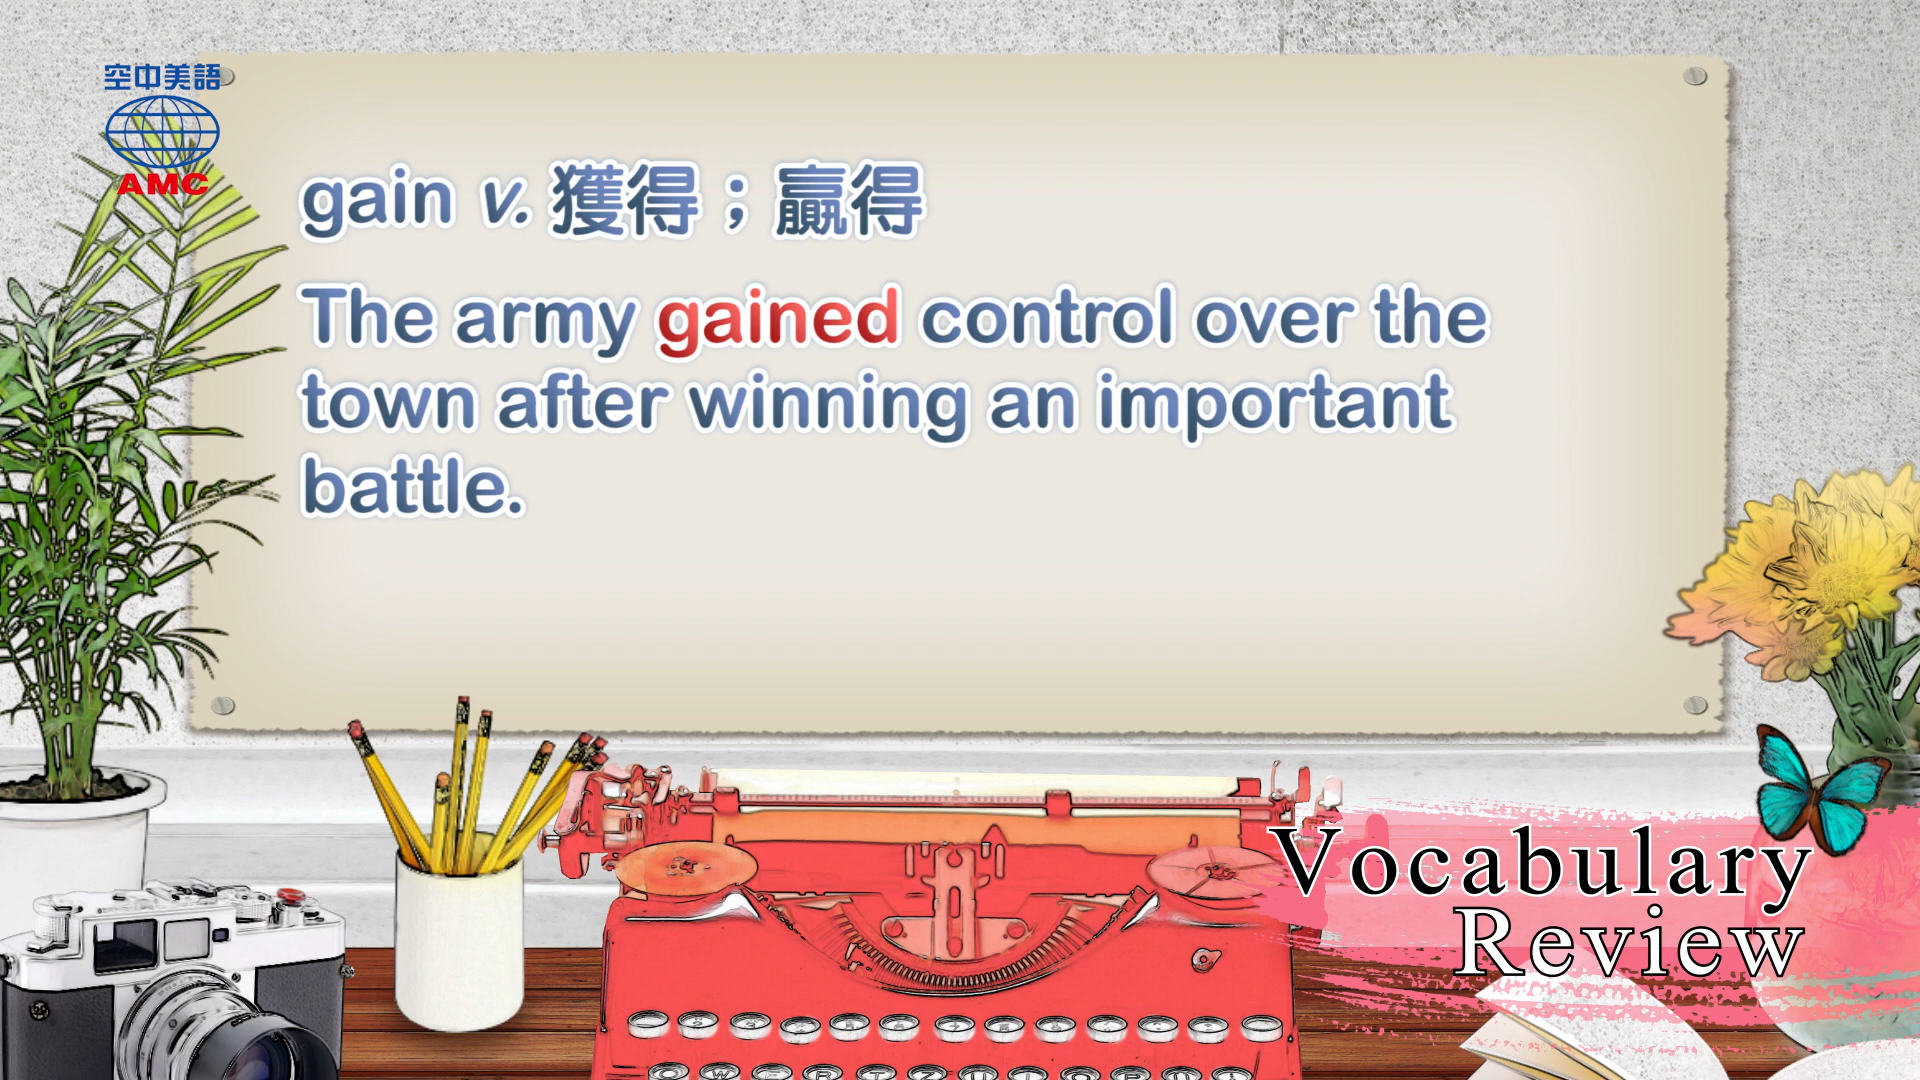 空中美語
AMC
gain v. 獲得；贏得
The army gained control over the
town after winning an important
battle.
Vocabulary
Review